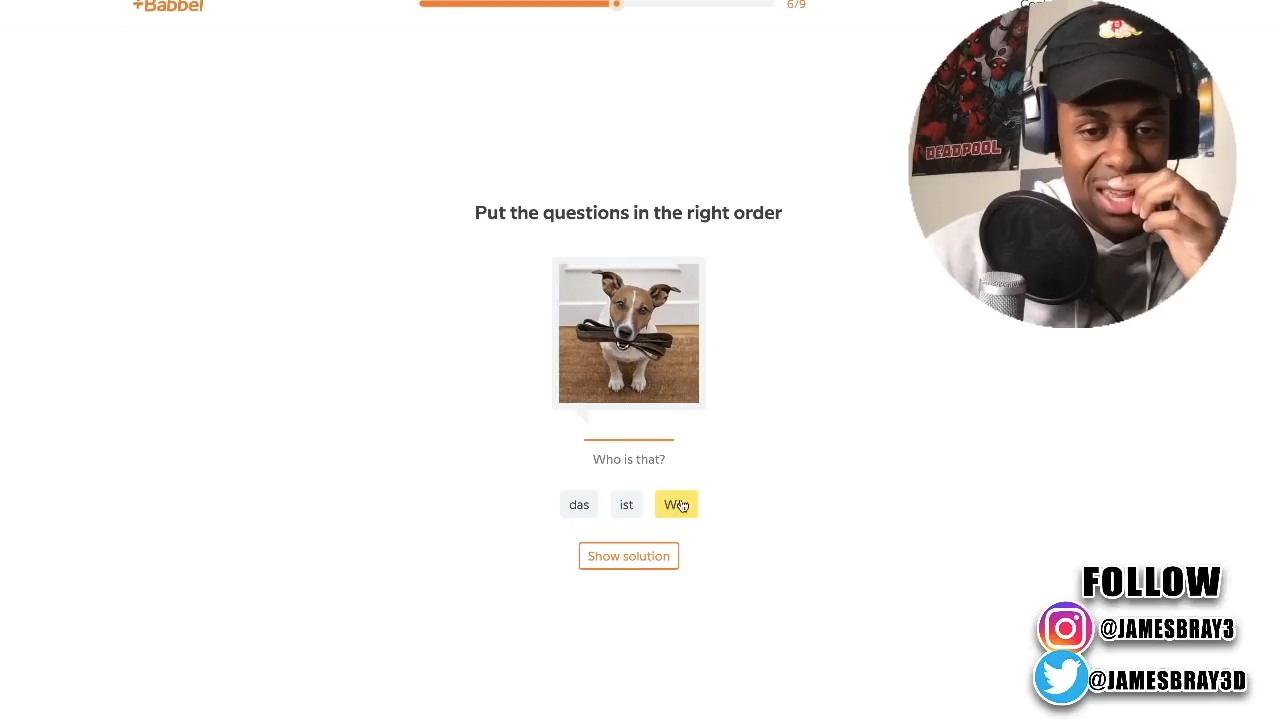 +Babbel
6/9
DEADPOOL
Put the questions in the right order
Who is that?
das ist
Show solution
FOLLOW
@JAMESBRAY3
@JAMESBRAY3D